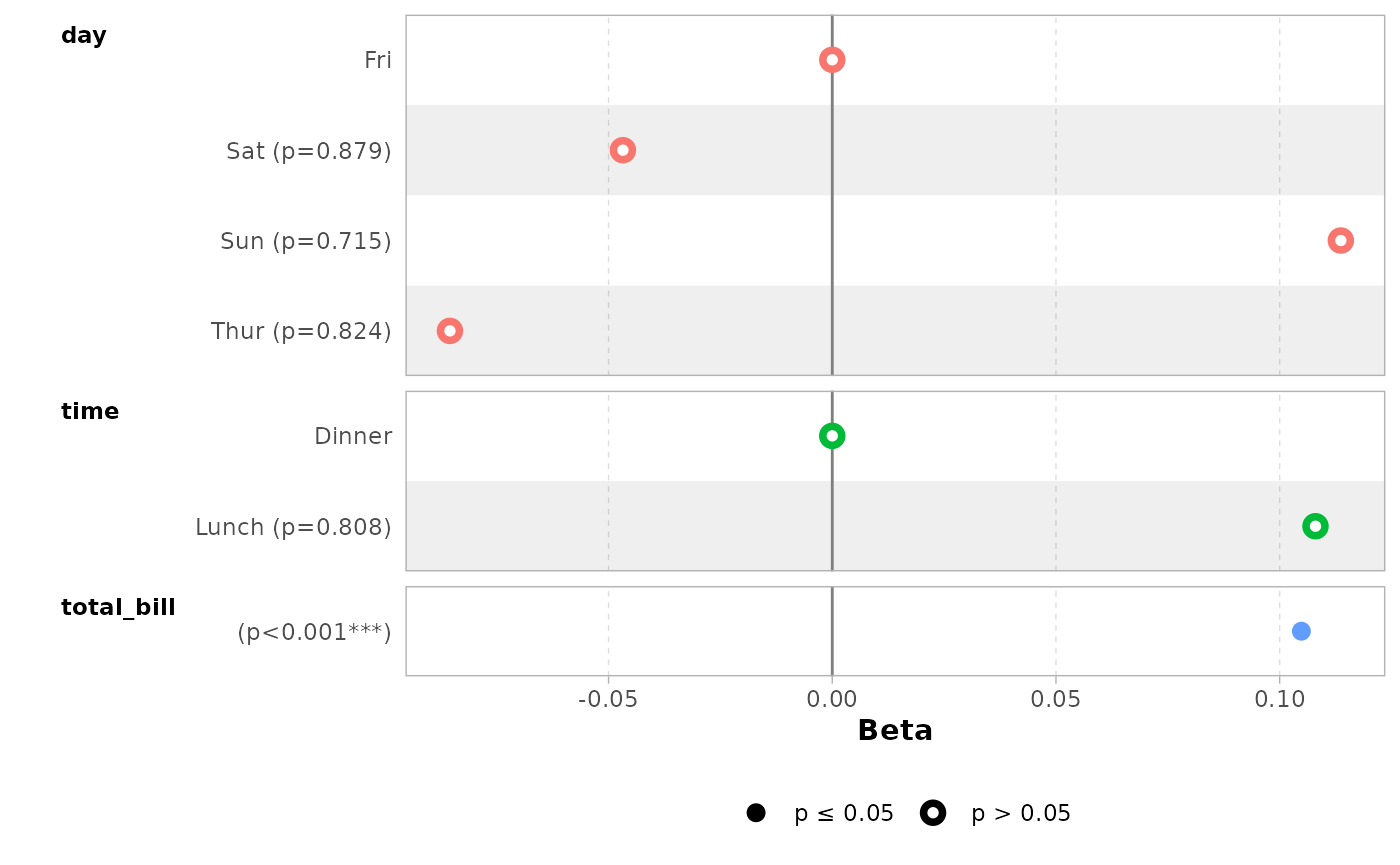 day
Fri
Sat (p=0.879)
Sun (p=0.715)
Thur (p=0.824)
time
Dinner
Lunch (p=0.808)
total_bill
(p<0.001***)
-0.05 0.00 0.05 0.10
Beta
p ≤ 0.05 p > 0.05